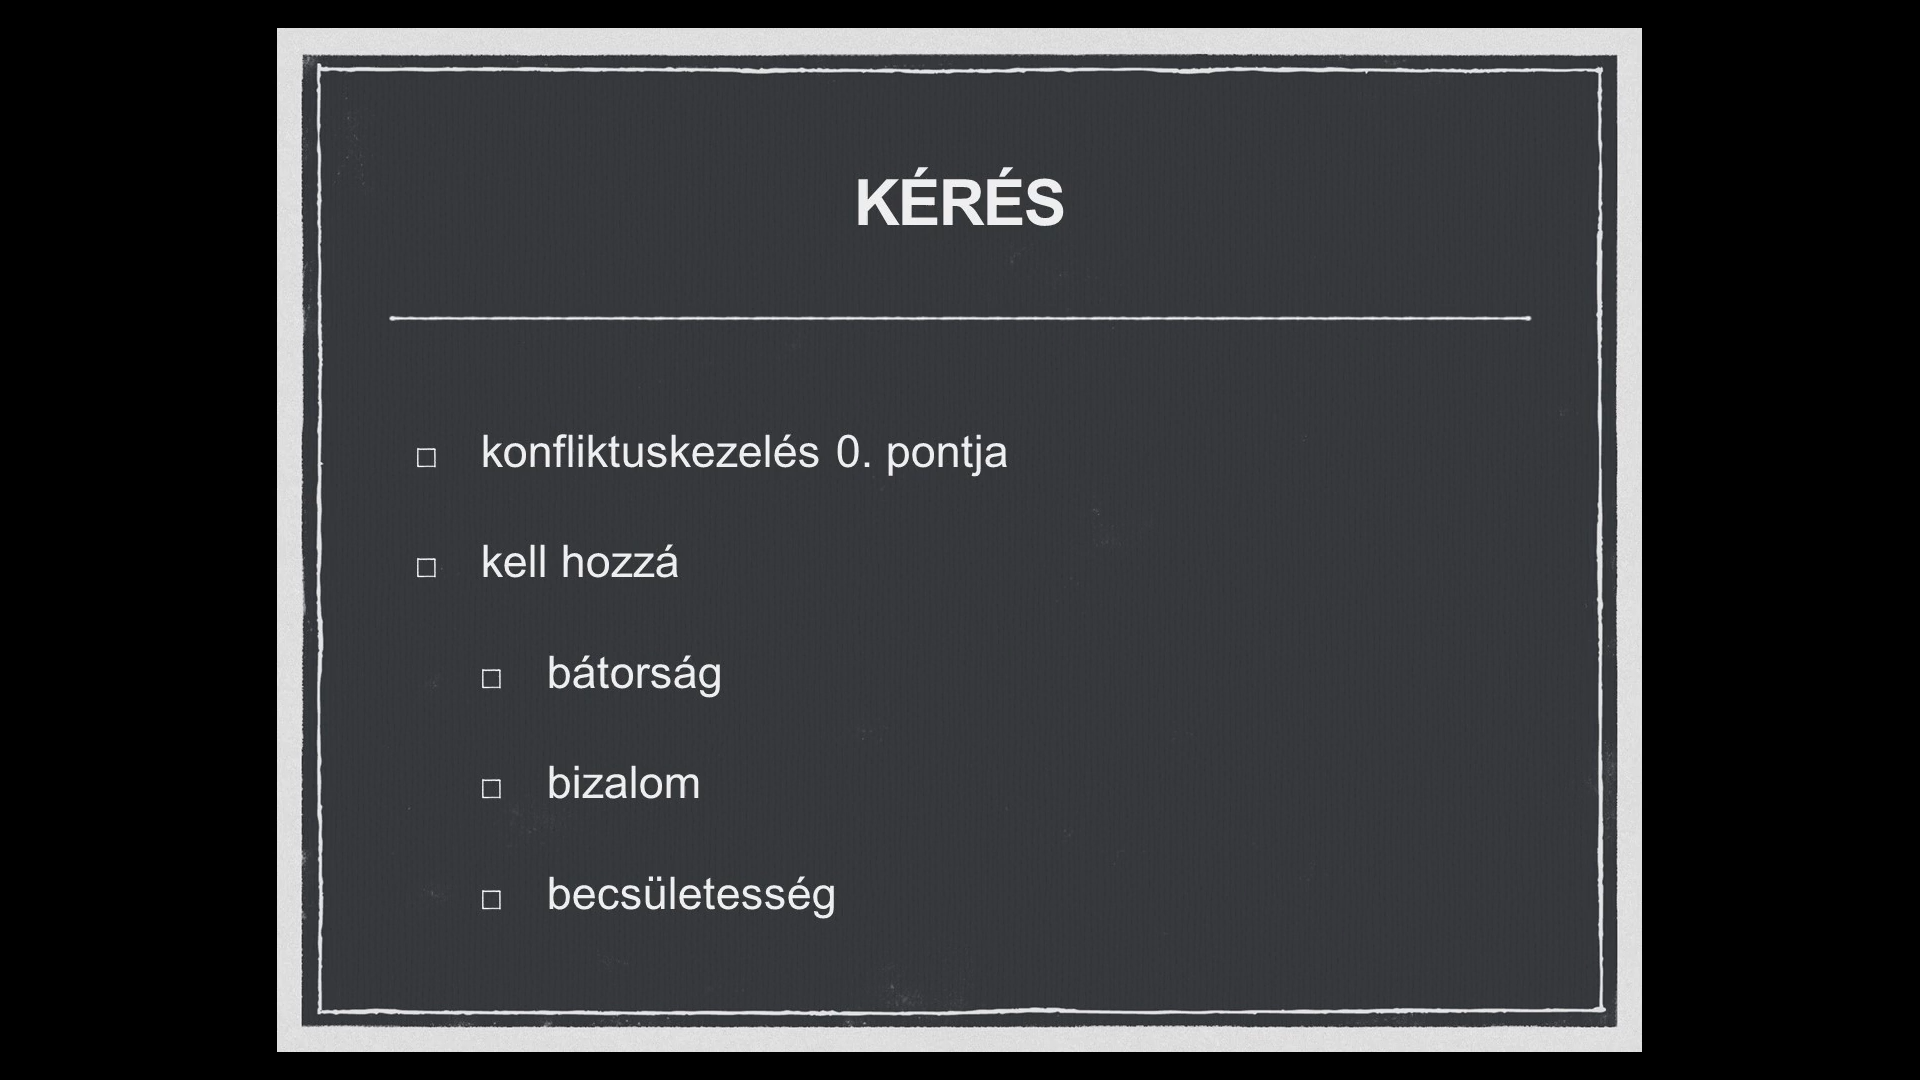 KÉRÉS
konfliktuskezelés 0. pontja
kell hozzá
bátorság
bizalom
becsületesség